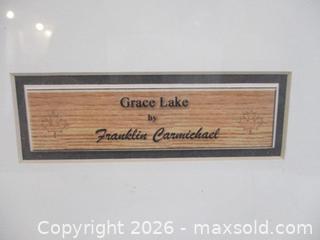 Grace Lake
by
Franklin Carmichael
© Copyright 2026 - maxsold.com